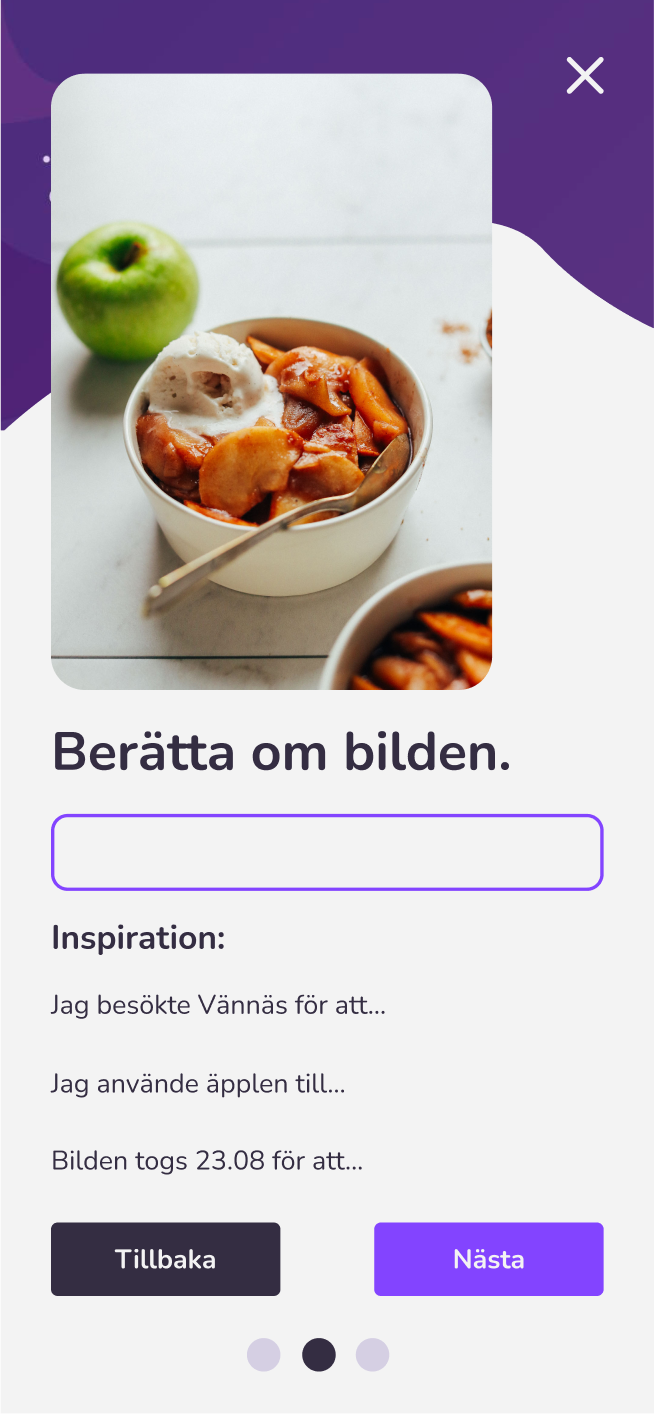 Berätta om bilden.
Inspiration:
Jag besökte Vännäs för att...
Jag använde äpplen till...
Bilden togs 23.08 för att...
Tillbaka
Nästa